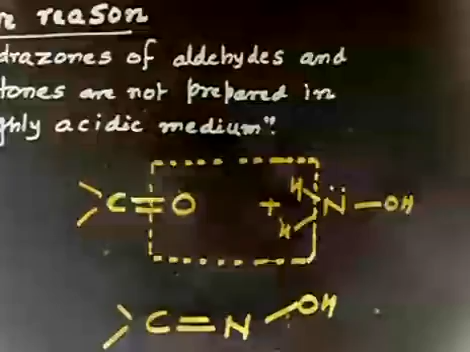 reason
drazones of aldehydes and
tones are not prepared in
ghly acidic medium".
C=O + H H N̈ — OH
C=N — OH